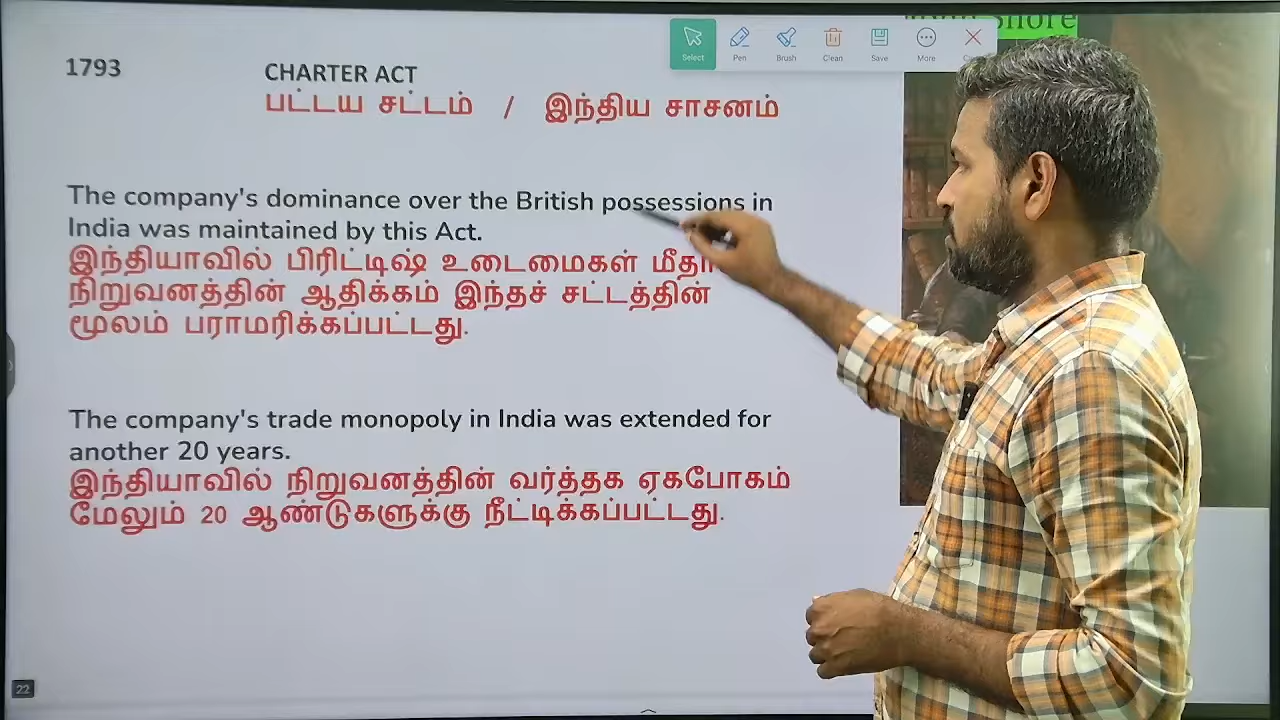 Shore
Select
Pen
Brush
Clean
Save
More
1793
CHARTER ACT
பட்டய சட்டம் / இந்திய சாசனம்
The company's dominance over the British possessions in
India was maintained by this Act.
இந்தியாவில் பிரிட்டிஷ் உடைமைகள்
நிறுவனத்தின் ஆதிக்கம் இந்தச் சட்டத்தின்
மூலம் பராமரிக்கப்பட்டது.
The company's trade monopoly in India was extended for
another 20 years.
இந்தியாவில் நிறுவனத்தின் வர்த்தக ஏகபோகம்
மேலும் 20 ஆண்டுகளுக்கு நீட்டிக்கப்பட்டது.
22